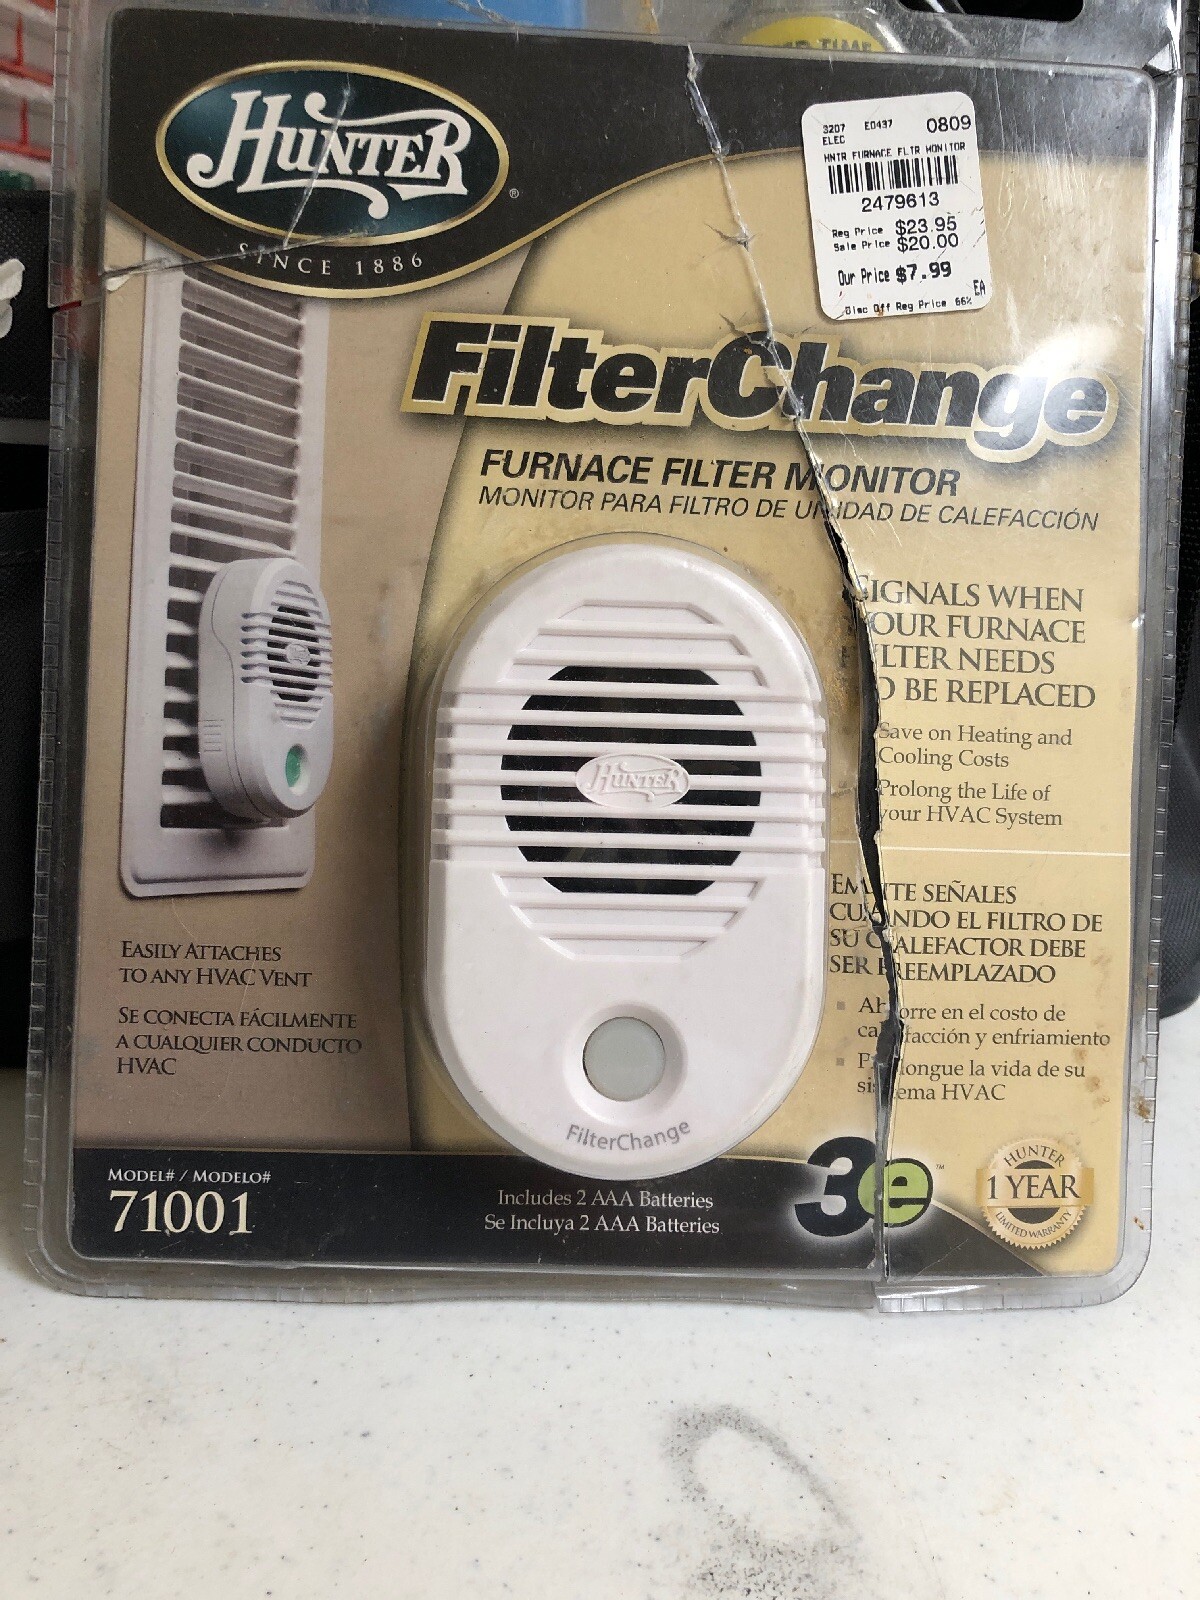 HUNTER
®
SINCE 1886
3207 E0437 0809
ELEC
HNTR FURNACE FLTR MONITOR
2479613
Reg Price $23.95
Sale Price $20.00
Our Price $7.99
EA
Disc Off Reg Price 66%
FilterChange
FURNACE FILTER MONITOR
MONITOR PARA FILTRO DE UNIDAD DE CALEFACCIÓN
SIGNALS WHEN
YOUR FURNACE
FILTER NEEDS
TO BE REPLACED
Save on Heating and
Cooling Costs
Prolong the Life of
your HVAC System
HUNTER
EMITE SEÑALES
CUANDO EL FILTRO DE
SU CALEFACTOR DEBE
SER REEMPLAZADO
Ahorre en el costo de
calefacción y enfriamiento
Prolongue la vida de su
sistema HVAC
EASILY ATTACHES
TO ANY HVAC VENT
SE CONECTA FÁCILMENTE
A CUALQUIER CONDUCTO
HVAC
FilterChange
MODEL# / MODELO#
71001
Includes 2 AAA Batteries
Se Incluya 2 AAA Batteries
3e™
HUNTER
1 YEAR
LIMITED WARRANTY